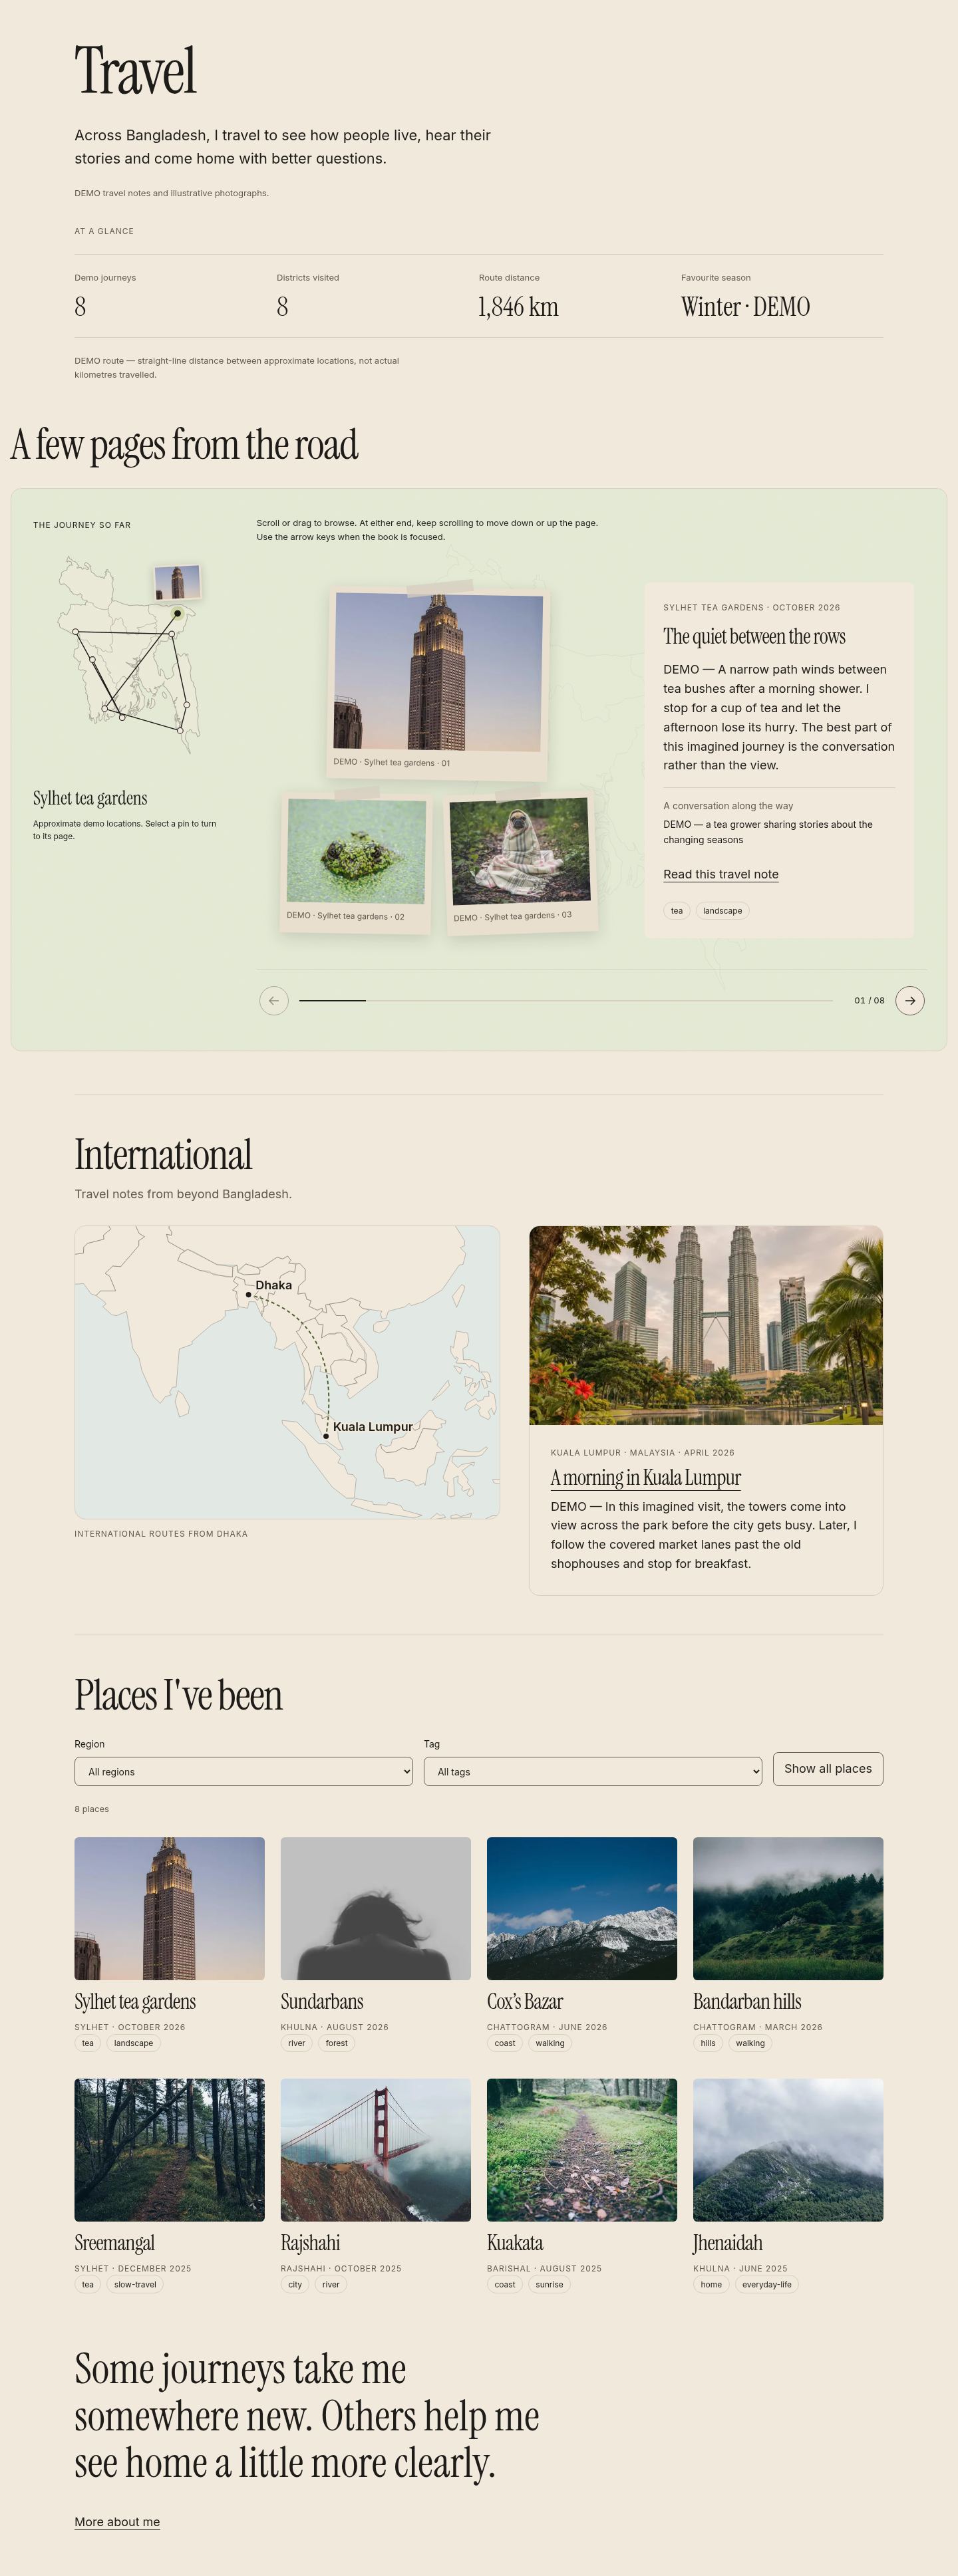 Travel
Across Bangladesh, I travel to see how people live, hear their
stories and come home with better questions.
DEMO travel notes and illustrative photographs.
AT A GLANCE
Demo journeys
8
Districts visited
8
Route distance
1,846 km
Favourite season
Winter · DEMO
DEMO route — straight-line distance between approximate locations, not actual
kilometres travelled.
A few pages from the road
THE JOURNEY SO FAR
Sylhet tea gardens
Approximate demo locations. Select a pin to turn
to its page.
Scroll or drag to browse. At either end, keep scrolling to move down or up the page.
Use the arrow keys when the book is focused.
DEMO · Sylhet tea gardens · 01
DEMO · Sylhet tea gardens · 02
DEMO · Sylhet tea gardens · 03
SYLHET TEA GARDENS · OCTOBER 2026
The quiet between the rows
DEMO — A narrow path winds between
tea bushes after a morning shower. I
stop for a cup of tea and let the
afternoon lose its hurry. The best part of
this imagined journey is the conversation
rather than the view.
A conversation along the way
DEMO — a tea grower sharing stories about the
changing seasons
Read this travel note
tea
landscape
01 / 08
International
Travel notes from beyond Bangladesh.
Dhaka
Kuala Lumpur
INTERNATIONAL ROUTES FROM DHAKA
KUALA LUMPUR · MALAYSIA · APRIL 2026
A morning in Kuala Lumpur
DEMO — In this imagined visit, the towers come into
view across the park before the city gets busy. Later, I
follow the covered market lanes past the old
shophouses and stop for breakfast.
Places I've been
Region
All regions
Tag
All tags
Show all places
8 places
Sylhet tea gardens
SYLHET · OCTOBER 2026
tea
landscape
Sundarbans
KHULNA · AUGUST 2026
river
forest
Cox’s Bazar
CHATTOGRAM · JUNE 2026
coast
walking
Bandarban hills
CHATTOGRAM · MARCH 2026
hills
walking
Sreemangal
SYLHET · DECEMBER 2025
tea
slow-travel
Rajshahi
RAJSHAHI · OCTOBER 2025
city
river
Kuakata
BARISHAL · AUGUST 2025
coast
sunrise
Jhenaidah
KHULNA · JUNE 2025
home
everyday-life
Some journeys take me
somewhere new. Others help me
see home a little more clearly.
More about me